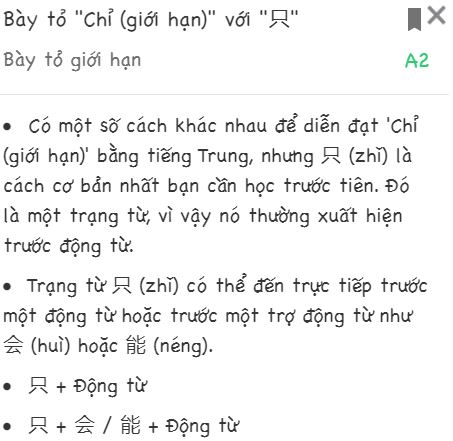 Bày tỏ "Chỉ (giới hạn)" với "只"
Bày tỏ giới hạn A2
• Có một số cách khác nhau để diễn đạt 'Chỉ
(giới hạn)' bằng tiếng Trung, nhưng 只 (zhǐ) là
cách cơ bản nhất bạn cần học trước tiên. Đó
là một trạng từ, vì vậy nó thường xuất hiện
trước động từ.
• Trạng từ 只 (zhǐ) có thể đến trực tiếp trước
một động từ hoặc trước một trợ động từ như
会 (huì) hoặc 能 (néng).
• 只 + Động từ
• 只 + 会 / 能 + Động từ